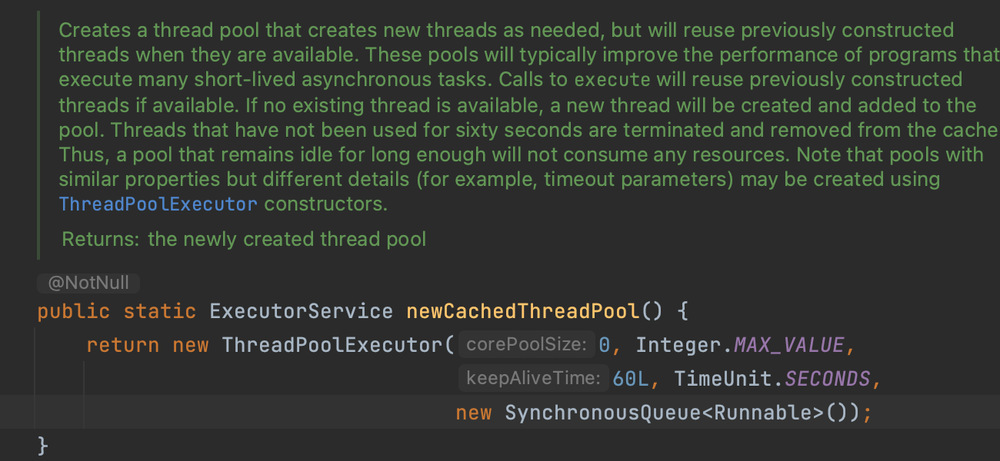 Creates a thread pool that creates new threads as needed, but will reuse previously constructed
threads when they are available. These pools will typically improve the performance of programs that
execute many short-lived asynchronous tasks. Calls to execute will reuse previously constructed
threads if available. If no existing thread is available, a new thread will be created and added to the
pool. Threads that have not been used for sixty seconds are terminated and removed from the cache
Thus, a pool that remains idle for long enough will not consume any resources. Note that pools with
similar properties but different details (for example, timeout parameters) may be created using
ThreadPoolExecutor constructors.
Returns: the newly created thread pool
@NotNull
public static ExecutorService newCachedThreadPool() {
return new ThreadPoolExecutor( corePoolSize: 0, Integer.MAX_VALUE,
keepAliveTime: 60L, TimeUnit.SECONDS,
new SynchronousQueue<Runnable>());
}